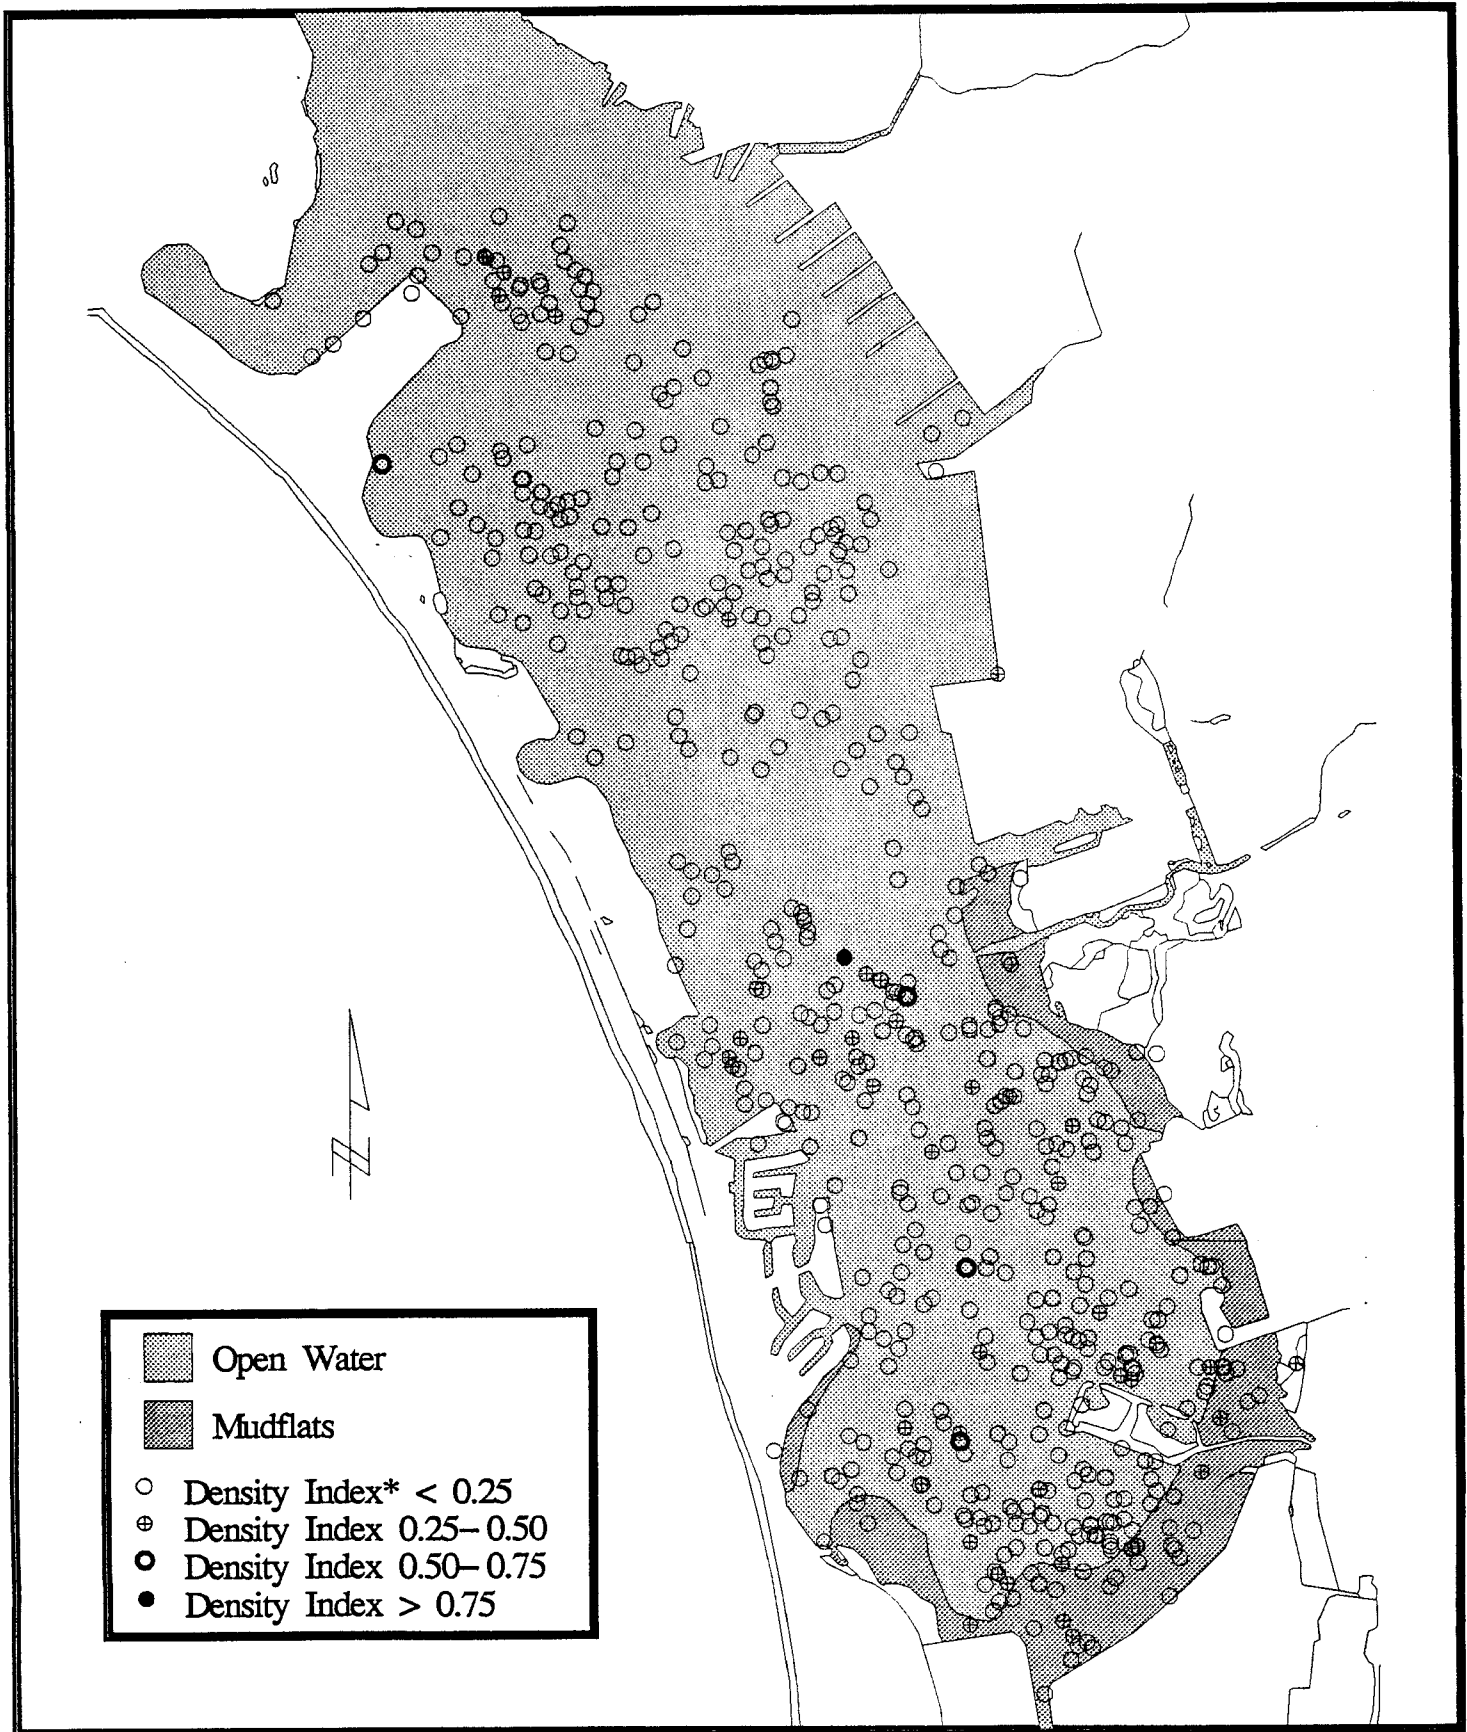 Open Water
Mudflats
Density Index* < 0.25
Density Index 0.25–0.50
Density Index 0.50–0.75
Density Index > 0.75